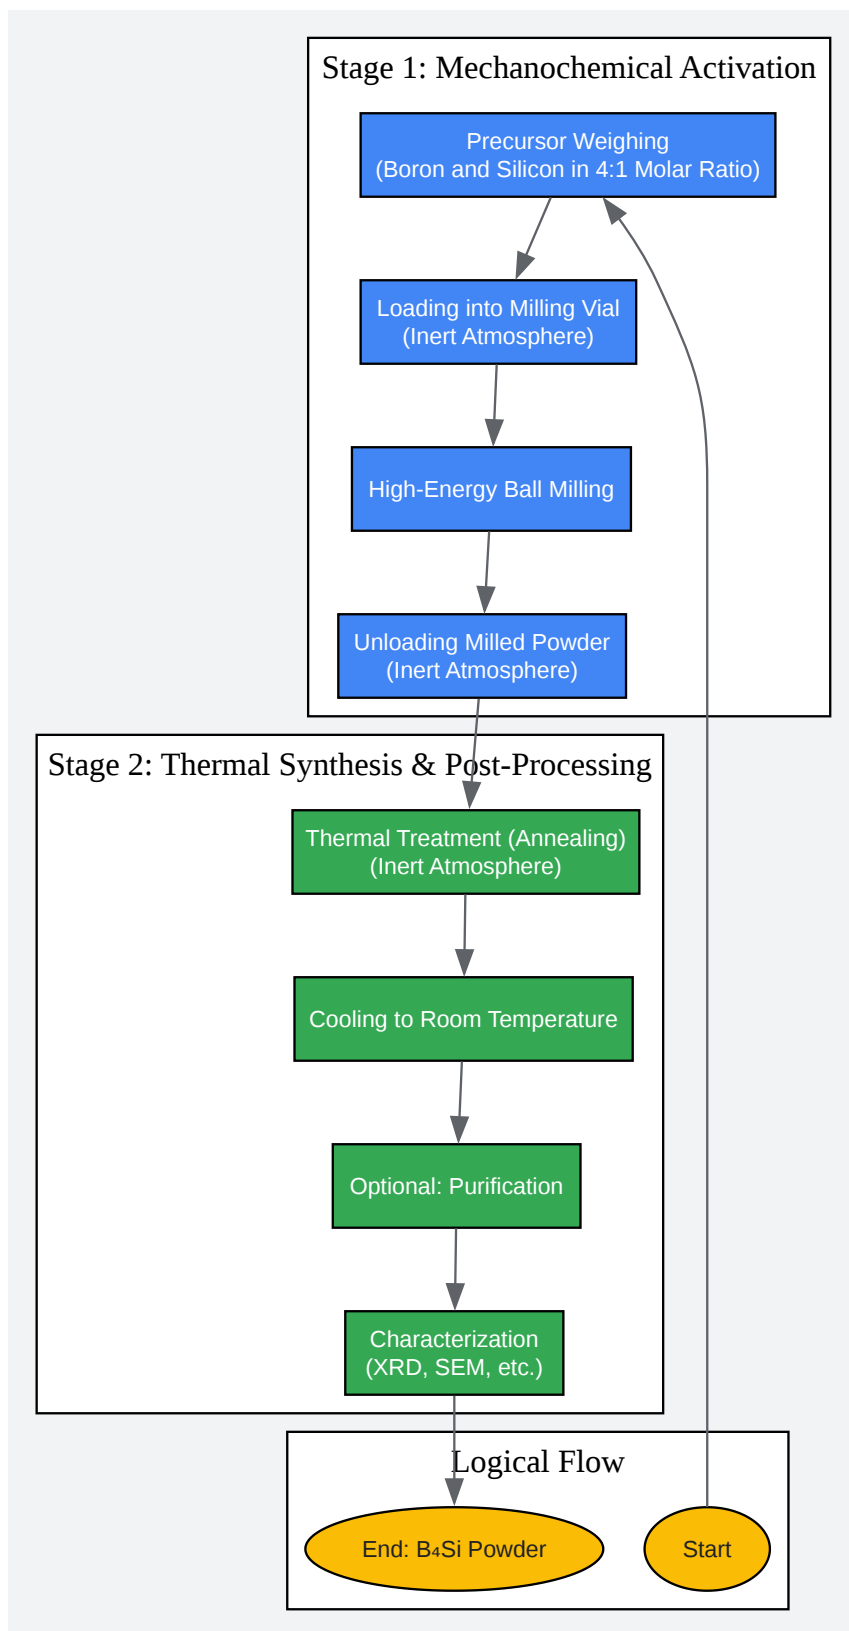 Stage 1: Mechanochemical Activation
Precursor Weighing
(Boron and Silicon in 4:1 Molar Ratio)
Loading into Milling Vial
(Inert Atmosphere)
High-Energy Ball Milling
Unloading Milled Powder
(Inert Atmosphere)
Stage 2: Thermal Synthesis & Post-Processing
Thermal Treatment (Annealing)
(Inert Atmosphere)
Cooling to Room Temperature
Optional: Purification
Characterization
(XRD, SEM, etc.)
Logical Flow
End: B₄Si Powder
Start